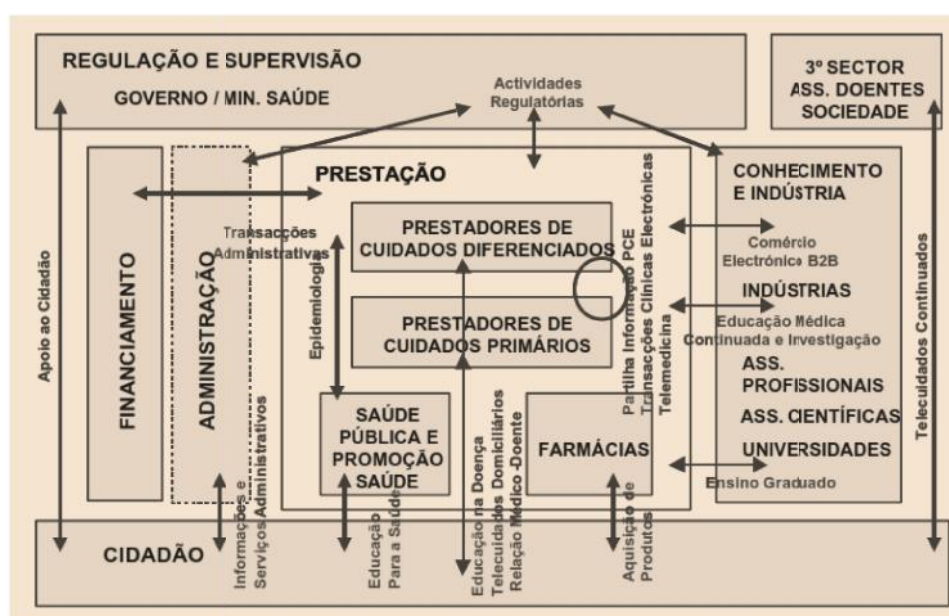 REGULAÇÃO E SUPERVISÃO
GOVERNO / MIN. SAÚDE
Actividades
Regulatórias
3º SECTOR
ASS. DOENTES
SOCIEDADE
Apoio ao Cidadão
FINANCIAMENTO
ADMINISTRAÇÃO
Transacções
Administrativas
Informações e
Serviços Administrativos
PRESTAÇÃO
PRESTADORES DE
CUIDADOS DIFERENCIADOS
PRESTADORES DE
CUIDADOS PRIMÁRIOS
Epidemiologia
SAÚDE
PÚBLICA E
PROMOÇÃO
SAÚDE
FARMÁCIAS
Educação
Para a Saúde
Educação na Doença
Telecuidados Domiciliários
Relação Médico -Doente
Aquisição de
Produtos
Partilha Informação PCE
Transacções Clínicas Electrónicas
Telemedicina
CONHECIMENTO
E INDÚSTRIA
Comércio
Electrónico B2B
INDÚSTRIAS
Educação Médica
Continuada e Investigação
ASS.
PROFISSIONAIS
ASS. CIENTÍFICAS
UNIVERSIDADES
Ensino Graduado
Telecuidados Continuados
CIDADÃO